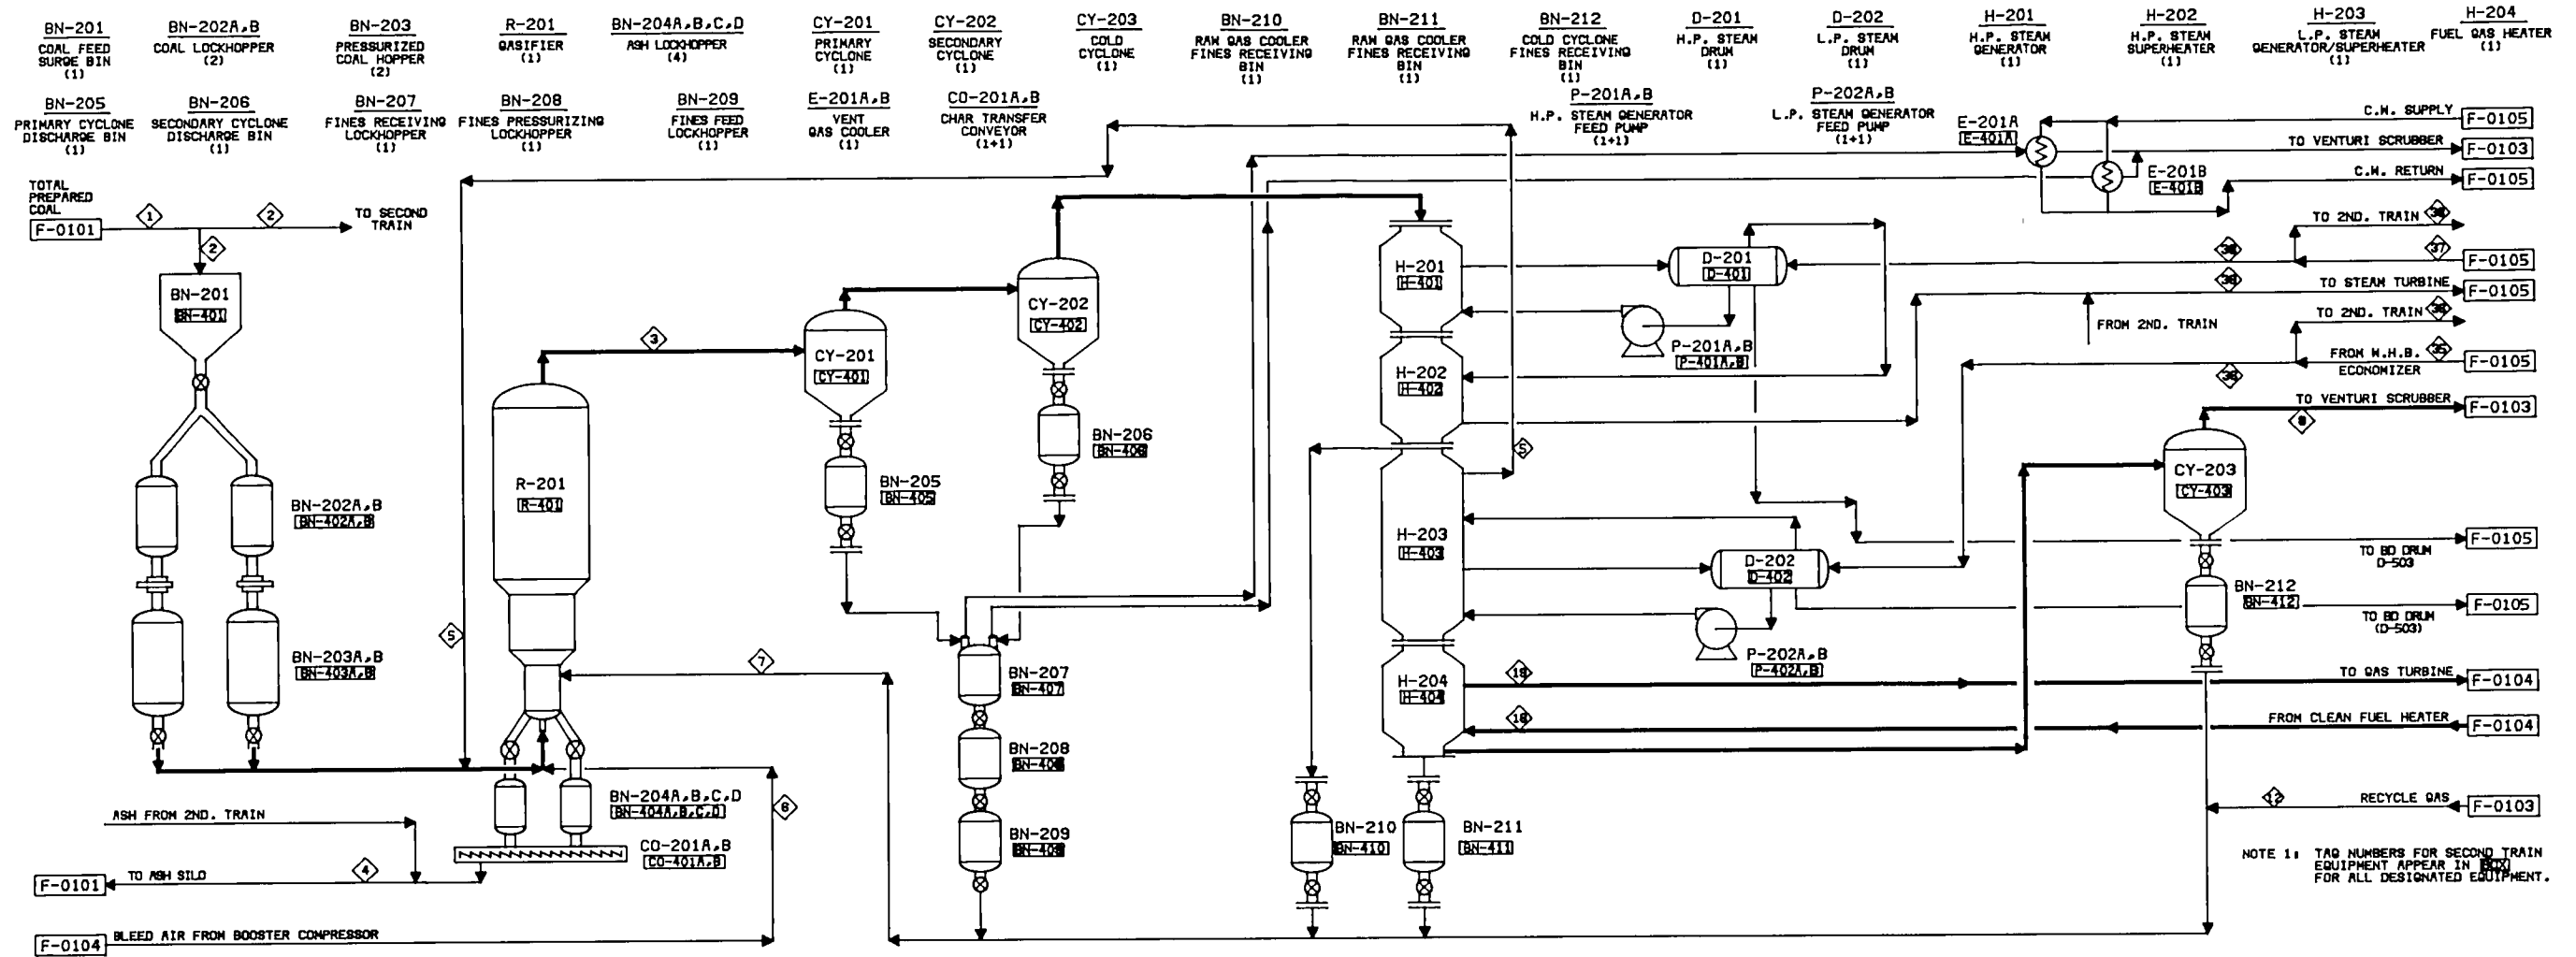 BN-201
COAL FEED
SURGE BIN
(1)
BN-202A,B
COAL LOCKHOPPER
(2)
BN-203
PRESSURIZED
COAL HOPPER
(2)
R-201
GASIFIER
(1)
BN-204A,B,C,D
ASH LOCKHOPPER
(4)
CY-201
PRIMARY
CYCLONE
(1)
CY-202
SECONDARY
CYCLONE
(1)
CY-203
COLD
CYCLONE
(1)
BN-210
RAW GAS COOLER
FINES RECEIVING
BIN
(1)
BN-211
RAW GAS COOLER
FINES RECEIVING
BIN
(1)
BN-212
COLD CYCLONE
FINES RECEIVING
BIN
(1)
D-201
H.P. STEAM
DRUM
(1)
D-202
L.P. STEAM
DRUM
(1)
H-201
H.P. STEAM
GENERATOR
(1)
H-202
H.P. STEAM
SUPERHEATER
(1)
H-203
L.P. STEAM
GENERATOR/SUPERHEATER
(1)
H-204
FUEL GAS HEATER
(1)
BN-205
PRIMARY CYCLONE
DISCHARGE BIN
(1)
BN-206
SECONDARY CYCLONE
DISCHARGE BIN
(1)
BN-207
FINES RECEIVING
LOCKHOPPER
(1)
BN-208
FINES PRESSURIZING
LOCKHOPPER
(1)
BN-209
FINES FEED
LOCKHOPPER
(1)
E-201A,B
VENT
GAS COOLER
(1)
CO-201A,B
CHAR TRANSFER
CONVEYOR
(1+1)
P-201A,B
H.P. STEAM GENERATOR
FEED PUMP
(1+1)
P-202A,B
L.P. STEAM GENERATOR
FEED PUMP
(1+1)
E-201A
E-401A
C.W. SUPPLY
F-0105
TO VENTURI SCRUBBER
F-0103
E-201B
E-401B
C.W. RETURN
F-0105
TOTAL
PREPARED
COAL
F-0101
1
2
TO SECOND
TRAIN
2
TO 2ND. TRAIN
37
F-0105
TO STEAM TURBINE
F-0105
FROM 2ND. TRAIN
TO 2ND. TRAIN
FROM W.H.B.
ECONOMIZER
35
F-0105
TO VENTURI SCRUBBER
8
F-0103
BN-201
BN-401
3
CY-201
CY-401
CY-202
CY-402
H-201
H-401
D-201
D-401
P-201A,B
P-401A,B
H-202
H-402
5
BN-206
BN-406
BN-205
BN-405
R-201
R-401
BN-202A,B
BN-402A,B
CY-203
CY-403
H-203
H-403
D-202
D-402
F-0105
TO BD DRUM
D-503
BN-212
BN-412
F-0105
TO BD DRUM
(D-503)
5
7
BN-203A,B
BN-403A,B
P-202A,B
P-402A,B
BN-207
BN-407
H-204
H-404
19
TO GAS TURBINE
F-0104
18
FROM CLEAN FUEL HEATER
F-0104
BN-208
BN-408
BN-204A,B,C,D
BN-404A,B,C,D
6
12
RECYCLE GAS
F-0103
ASH FROM 2ND. TRAIN
BN-209
BN-409
BN-210
BN-410
BN-211
BN-411
CO-201A,B
CO-401A,B
F-0101
TO ASH SILO
4
NOTE 1: TAG NUMBERS FOR SECOND TRAIN
EQUIPMENT APPEAR IN BOX
FOR ALL DESIGNATED EQUIPMENT.
F-0104
BLEED AIR FROM BOOSTER COMPRESSOR